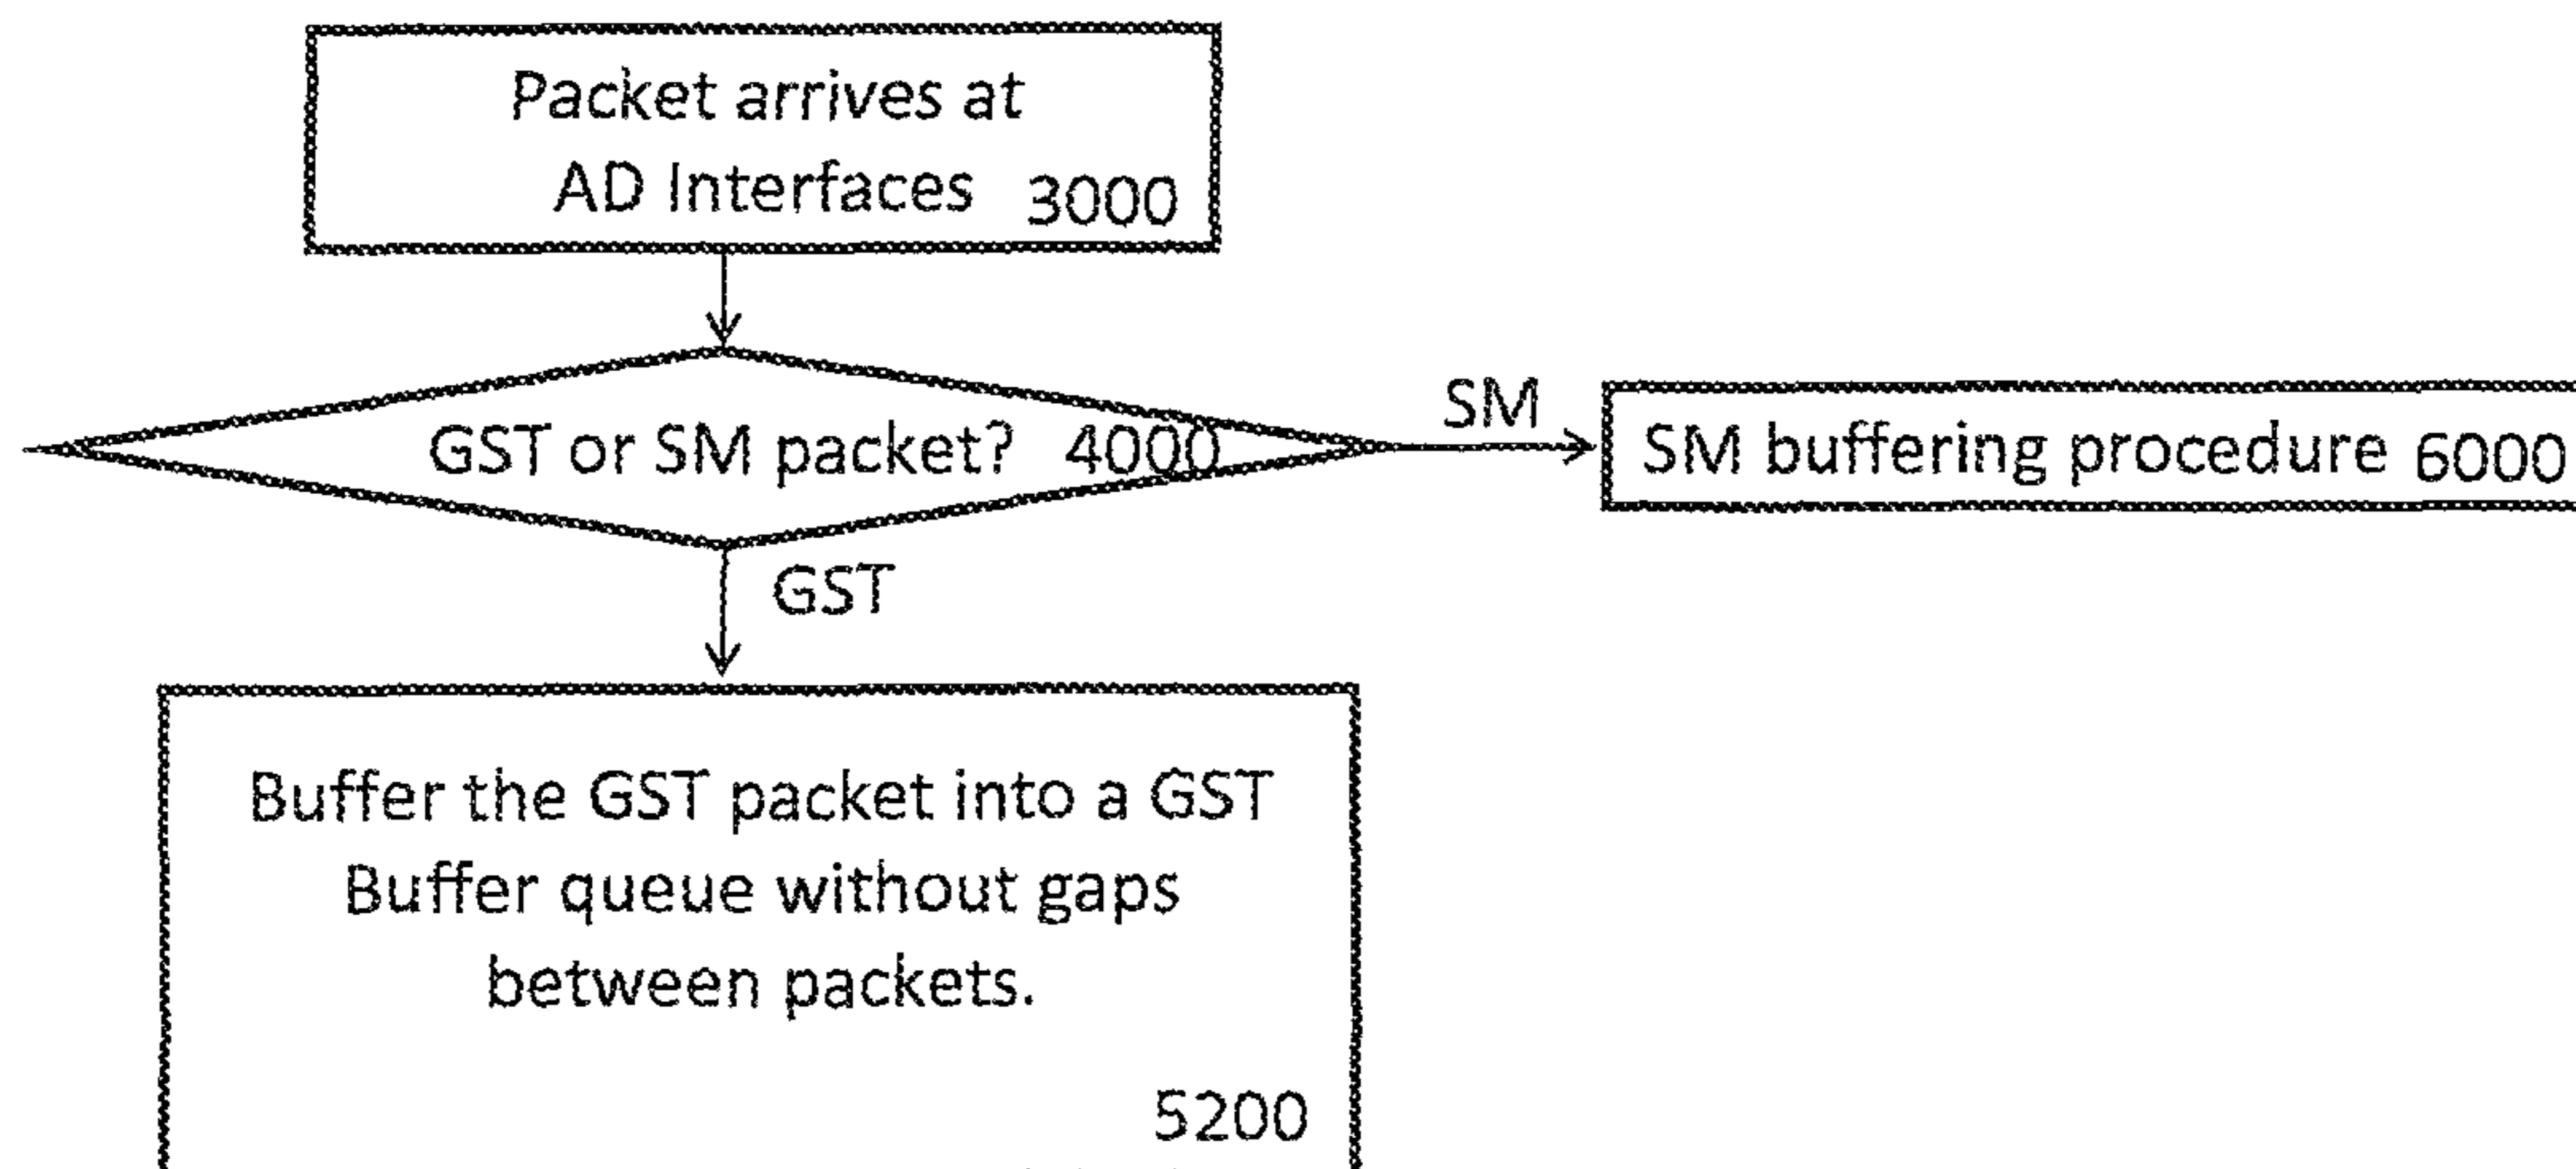 Packet arrives at
AD Interfaces 3000
GST or SM packet? 4000
SM
SM buffering procedure 6000
GST
Buffer the GST packet into a GST
Buffer queue without gaps
between packets.
5200